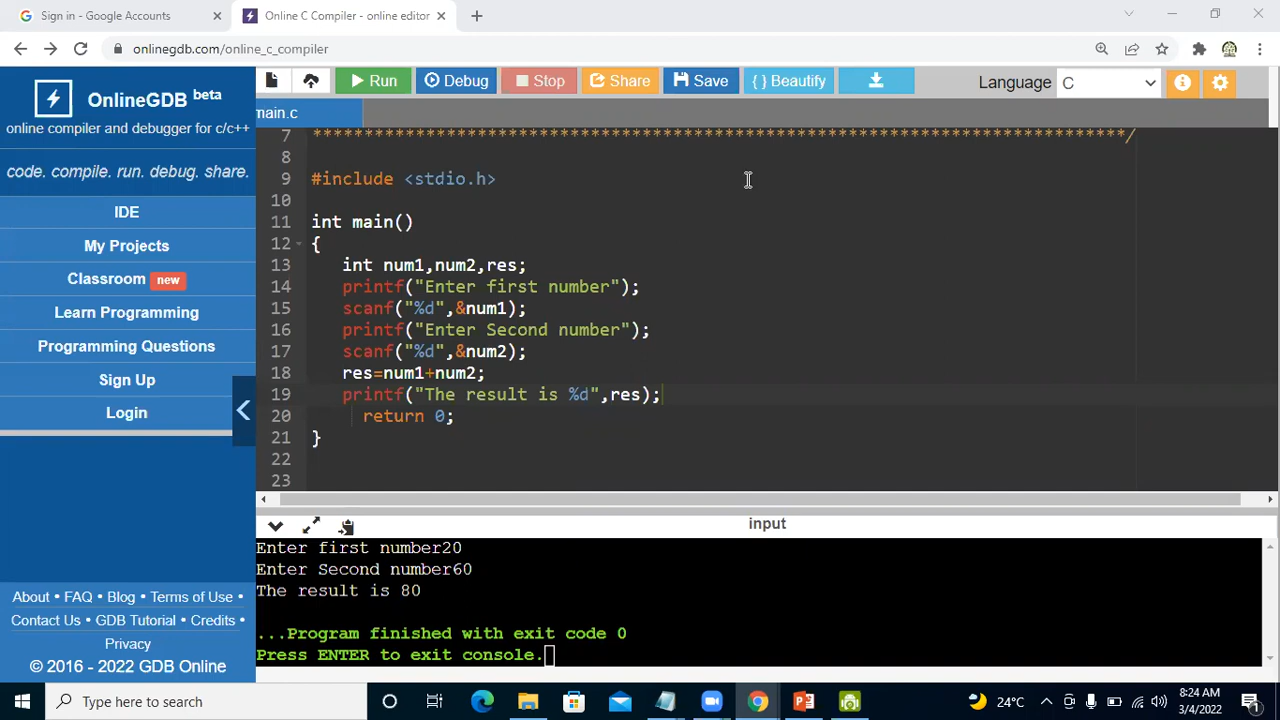 Sign in - Google Accounts
Online C Compiler - online editor
onlinegdb.com/online_c_compiler
OnlineGDB beta
online compiler and debugger for c/c++
code. compile. run. debug. share.
IDE
My Projects
Classroom new
Learn Programming
Programming Questions
Sign Up
Login
About • FAQ • Blog • Terms of Use •
Contact Us • GDB Tutorial • Credits •
Privacy
© 2016 - 2022 GDB Online
Run Debug Stop Share Save { } Beautify Language C
main.c
7 *******************************************************************************/
8
9 #include <stdio.h>
10
11 int main()
12 {
13 int num1,num2,res;
14 printf("Enter first number");
15 scanf("%d",&num1);
16 printf("Enter Second number");
17 scanf("%d",&num2);
18 res=num1+num2;
19 printf("The result is %d",res);
20 return 0;
21 }
22
23
input
Enter first number20
Enter Second number60
The result is 80
...Program finished with exit code 0
Press ENTER to exit console.
Type here to search
24°C
8:24 AM
3/4/2022
1